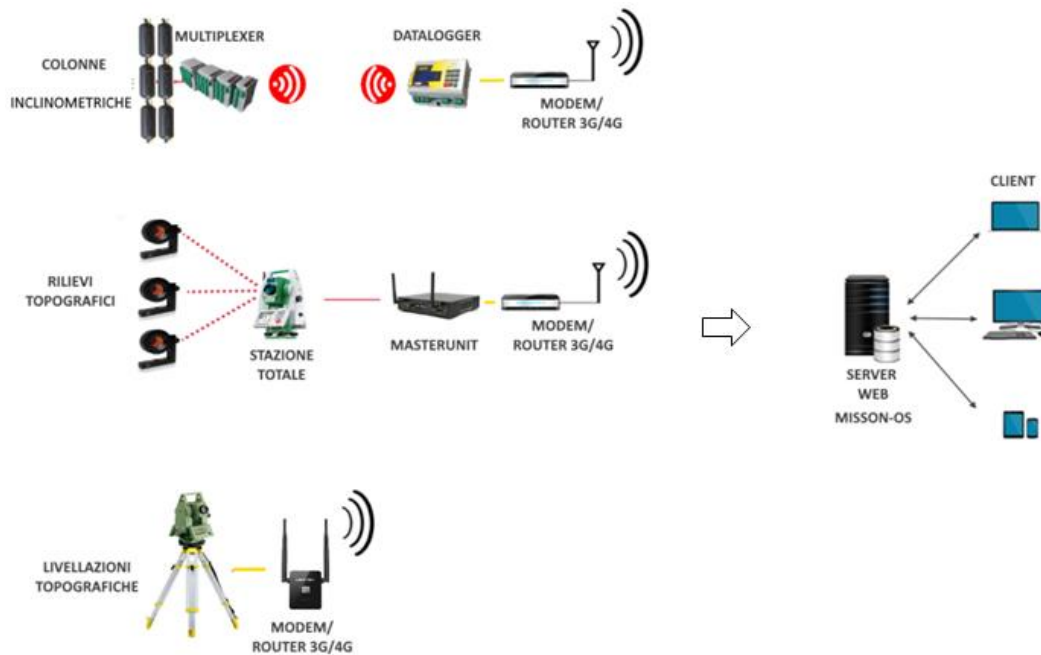 MULTIPLEXER
DATALOGGER
COLONNE
INCLINOMETRICHE
MODEM/
ROUTER 3G/4G
CLIENT
RILIEVI
TOPOGRAFICI
STAZIONE
TOTALE
MASTERUNIT
MODEM/
ROUTER 3G/4G
SERVER
WEB
MISSON-OS
LIVELLAZIONI
TOPOGRAFICHE
MODEM/
ROUTER 3G/4G